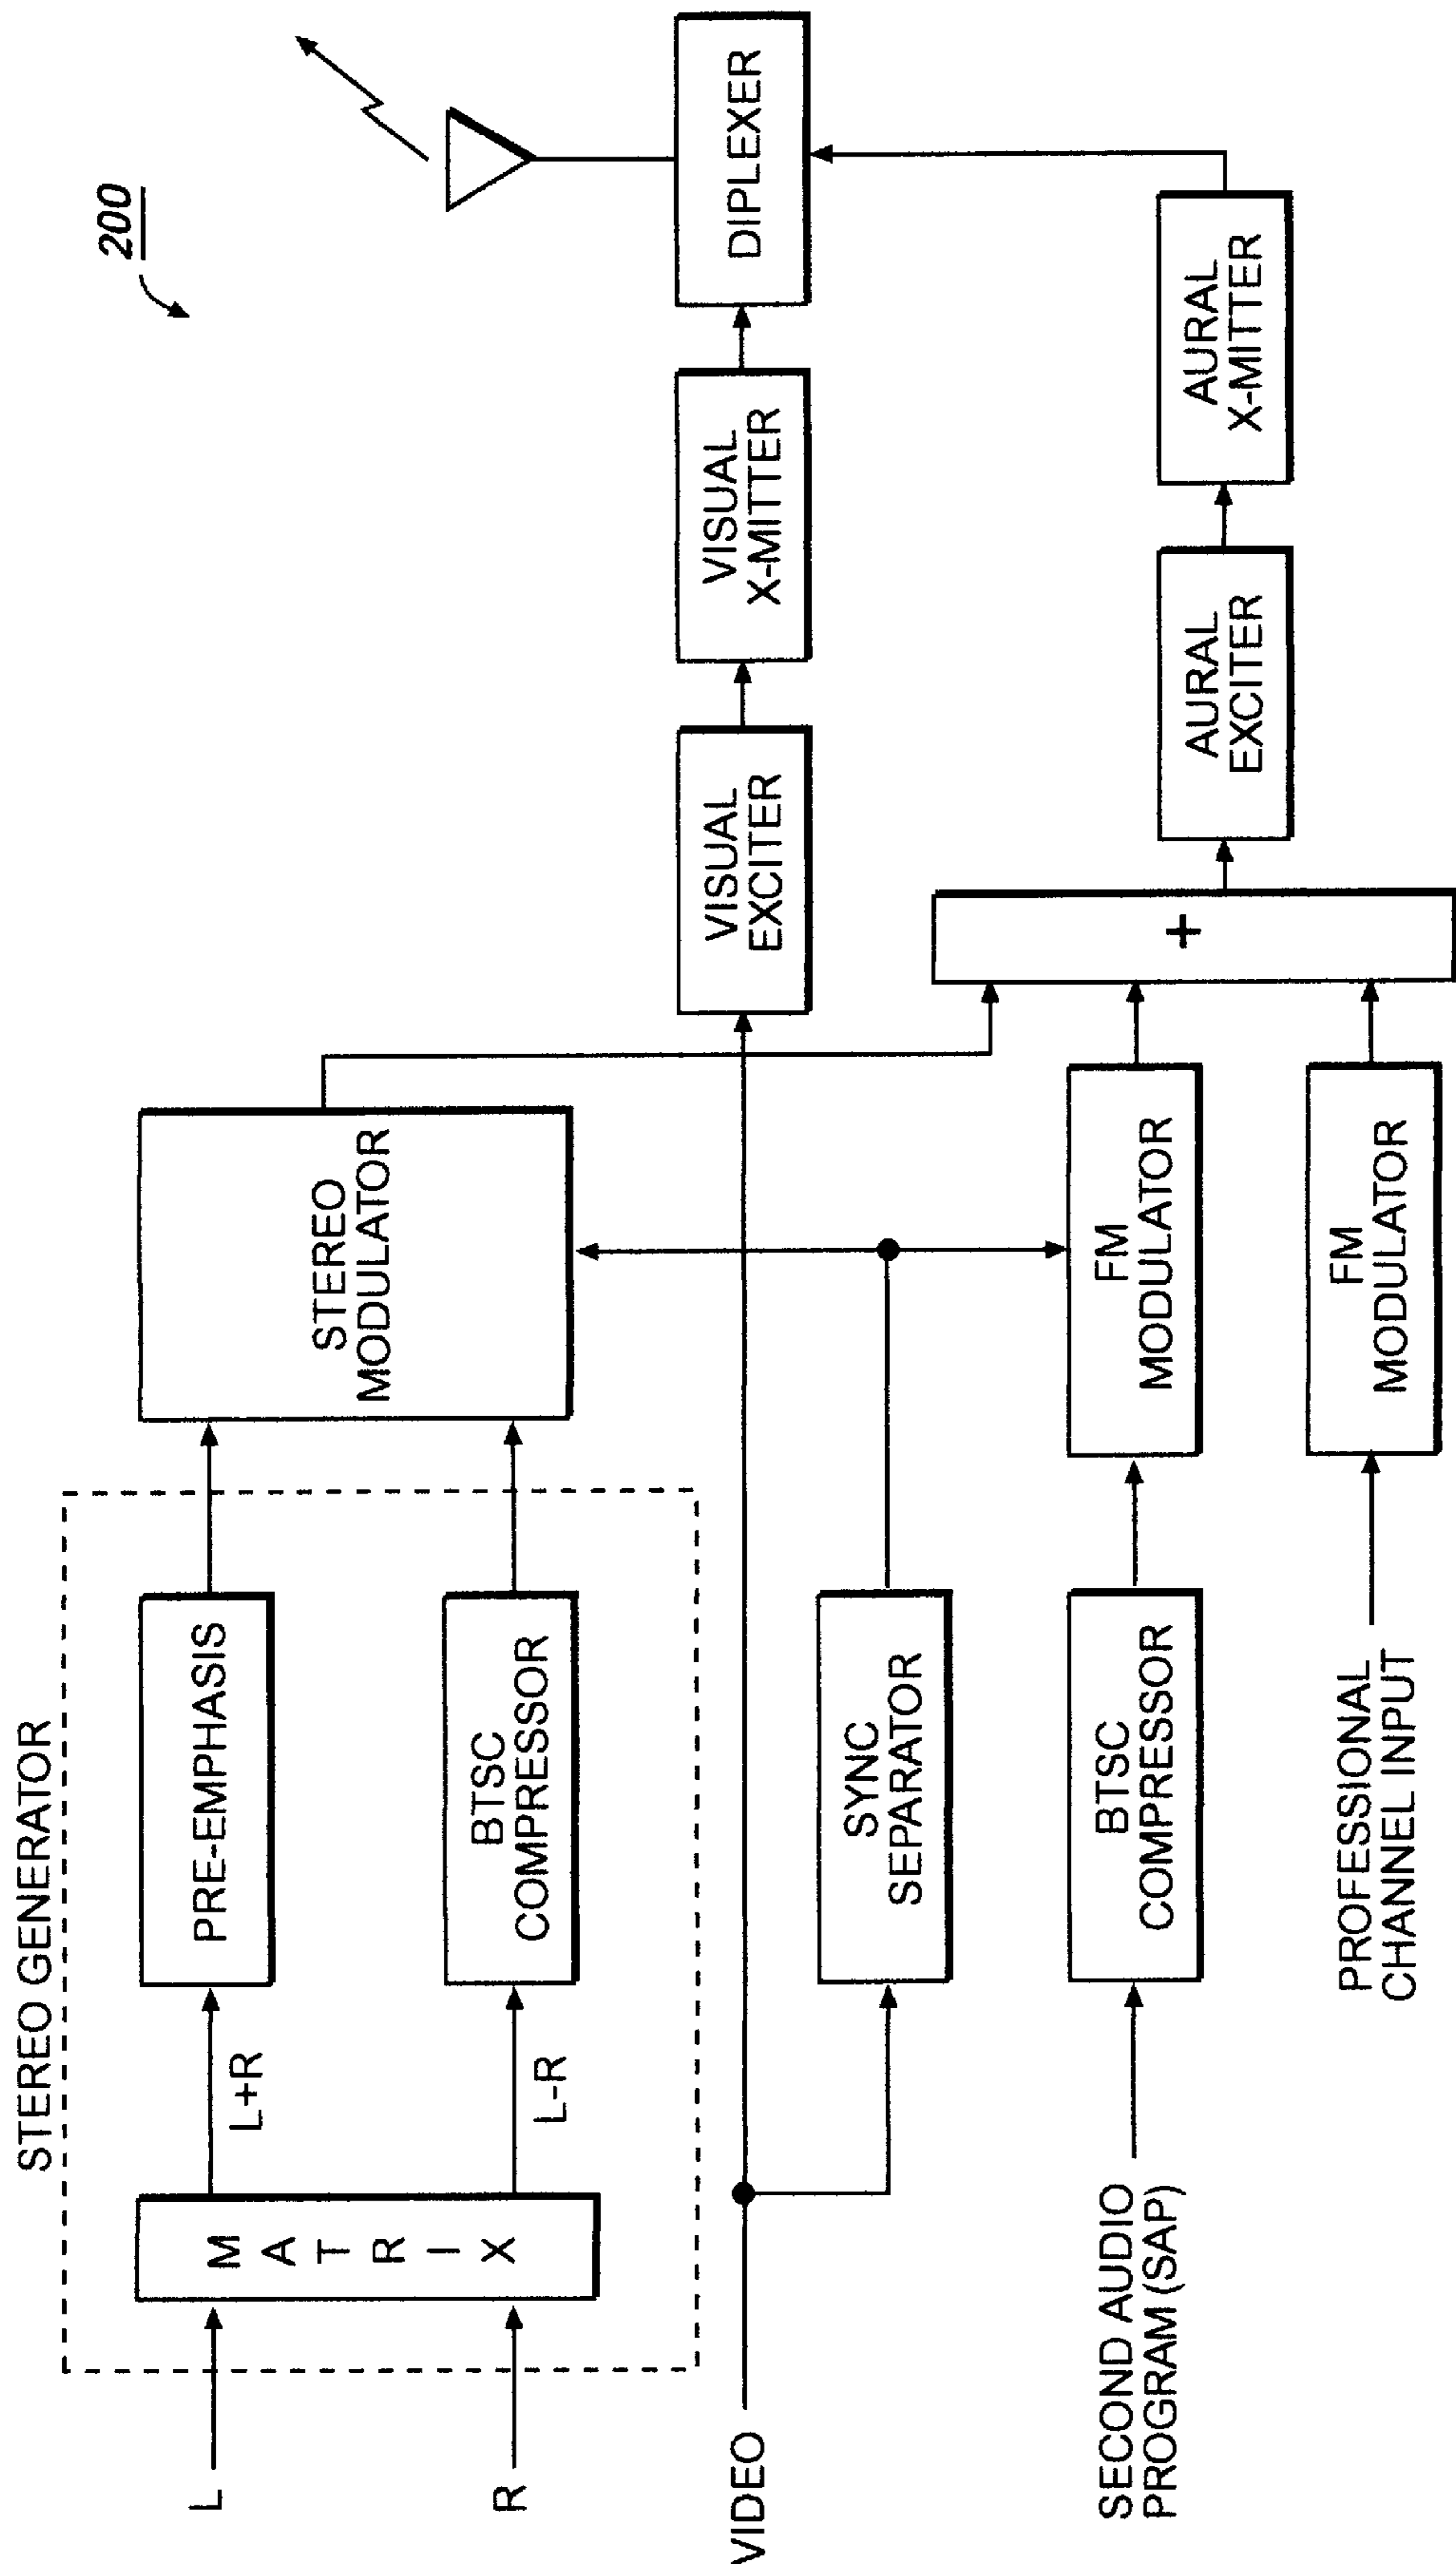 200
STEREO GENERATOR
L
R
M A T R I X
L+R
L-R
PRE-EMPHASIS
BTSC
COMPRESSOR
STEREO
MODULATOR
VIDEO
SYNC
SEPARATOR
VISUAL
EXCITER
VISUAL
X-MITTER
DIPLEXER
SECOND AUDIO
PROGRAM (SAP)
BTSC
COMPRESSOR
FM
MODULATOR
PROFESSIONAL
CHANNEL INPUT
FM
MODULATOR
+
AURAL
EXCITER
AURAL
X-MITTER